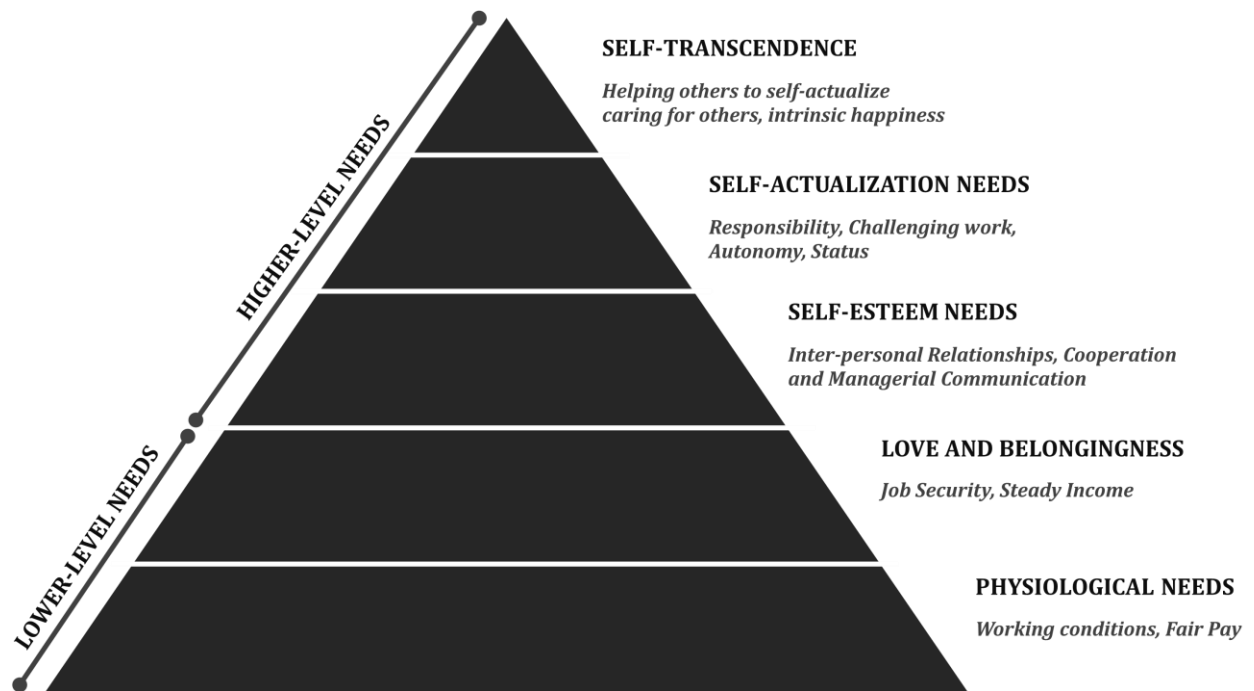 SELF-TRANSCENDENCE
Helping others to self-actualize
caring for others, intrinsic happiness
HIGHER-LEVEL NEEDS
SELF-ACTUALIZATION NEEDS
Responsibility, Challenging work,
Autonomy, Status
SELF-ESTEEM NEEDS
Inter-personal Relationships, Cooperation
and Managerial Communication
LOWER-LEVEL NEEDS
LOVE AND BELONGINGNESS
Job Security, Steady Income
PHYSIOLOGICAL NEEDS
Working conditions, Fair Pay